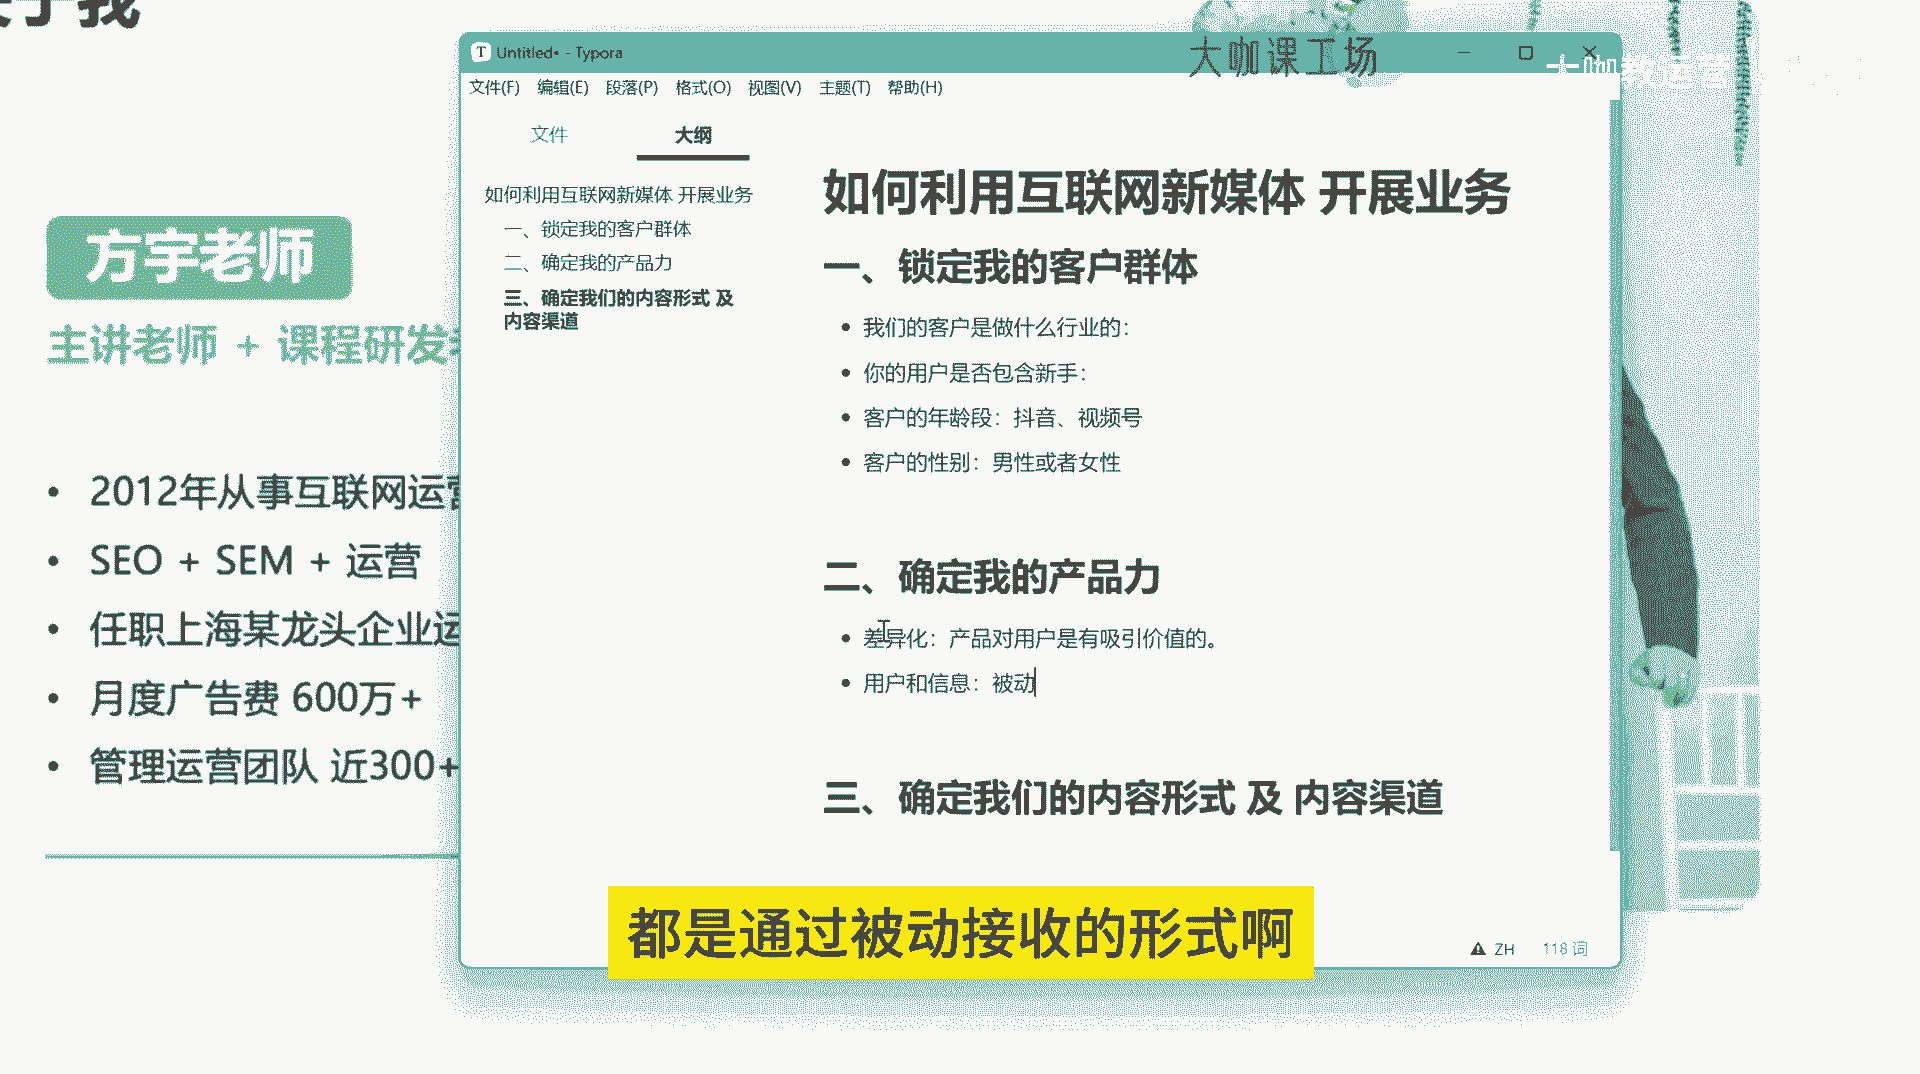 我
大咖课工场
Untitled• - Typora
文件(F) 编辑(E) 段落(P) 格式(O) 视图(V) 主题(T) 帮助(H)
文件 大纲
如何利用互联网新媒体 开展业务
一、锁定我的客户群体
二、确定我的产品力
三、确定我们的内容形式 及
内容渠道
如何利用互联网新媒体 开展业务
一、锁定我的客户群体
• 我们的客户是做什么行业的：
• 你的用户是否包含新手：
• 客户的年龄段：抖音、视频号
• 客户的性别：男性或者女性
二、确定我的产品力
• 差异化：产品对用户是有吸引价值的。
• 用户和信息：被动
三、确定我们的内容形式 及 内容渠道
ZH 118 词
方宇老师
主讲老师 + 课程研发
• 2012年从事互联网运营
• SEO + SEM + 运营
• 任职上海某龙头企业运
• 月度广告费 600万+
• 管理运营团队 近300+
都是通过被动接收的形式啊